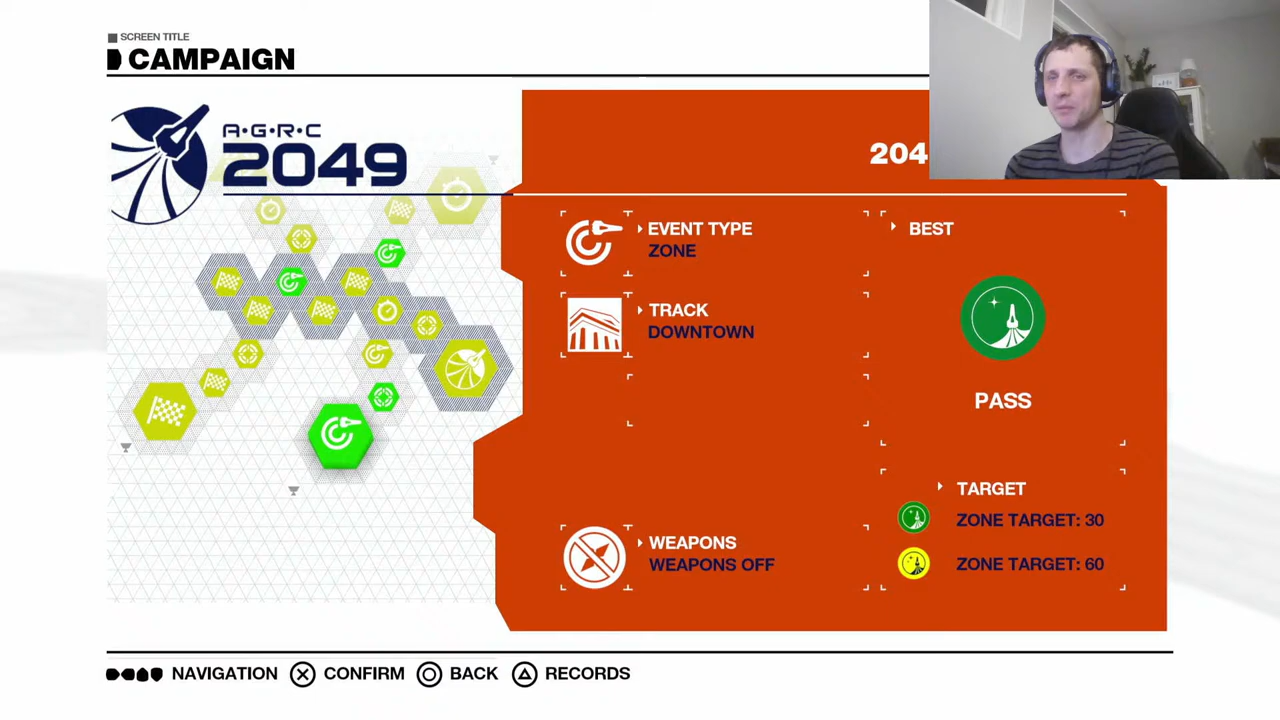 SCREEN TITLE
CAMPAIGN
A·G·R·C
2049
204
EVENT TYPE
ZONE
TRACK
DOWNTOWN
WEAPONS
WEAPONS OFF
BEST
PASS
TARGET
ZONE TARGET: 30
ZONE TARGET: 60
NAVIGATION
CONFIRM
BACK
RECORDS